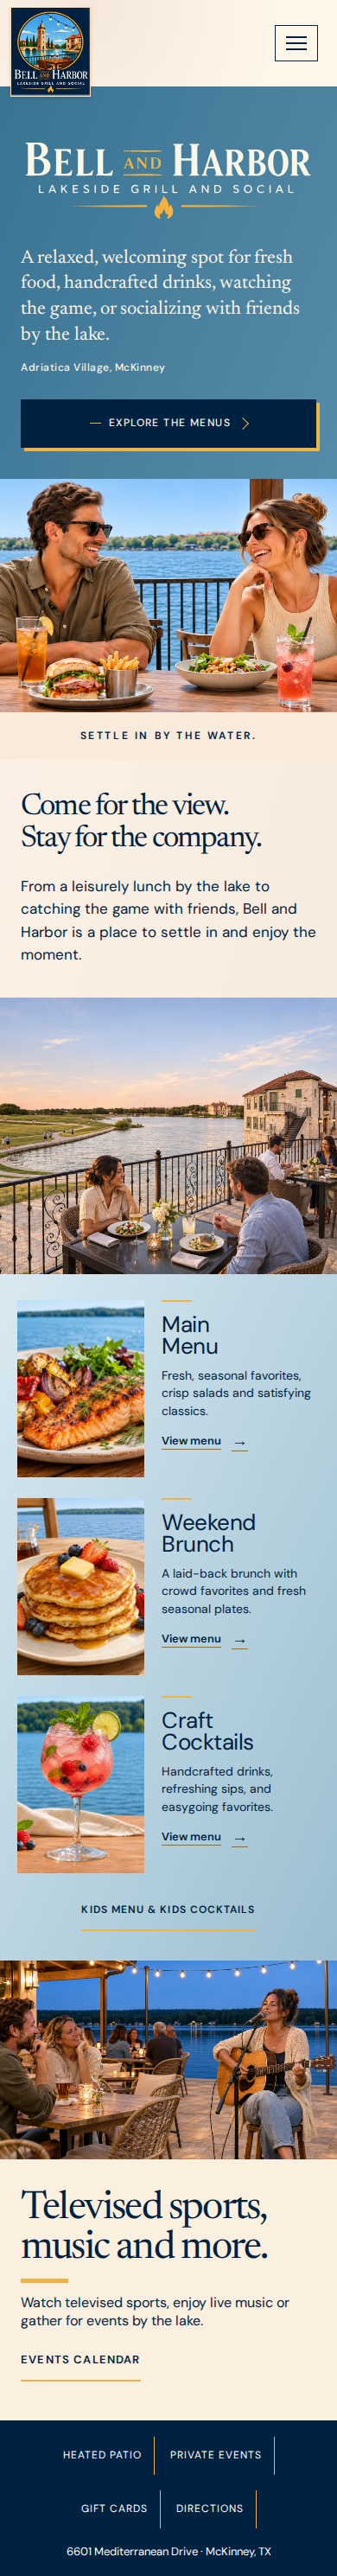 BELL AND HARBOR
LAKESIDE GRILL AND SOCIAL
BELL AND HARBOR
LAKESIDE GRILL AND SOCIAL
A relaxed, welcoming spot for fresh
food, handcrafted drinks, watching
the game, or socializing with friends
by the lake.
Adriatica Village, McKinney
EXPLORE THE MENUS
SETTLE IN BY THE WATER.
Come for the view.
Stay for the company.
From a leisurely lunch by the lake to
catching the game with friends, Bell and
Harbor is a place to settle in and enjoy the
moment.
Main
Menu
Fresh, seasonal favorites,
crisp salads and satisfying
classics.
View menu →
Weekend
Brunch
A laid-back brunch with
crowd favorites and fresh
seasonal plates.
View menu →
Craft
Cocktails
Handcrafted drinks,
refreshing sips, and
easygoing favorites.
View menu →
KIDS MENU & KIDS COCKTAILS
Televised sports,
music and more.
Watch televised sports, enjoy live music or
gather for events by the lake.
EVENTS CALENDAR
HEATED PATIO
PRIVATE EVENTS
GIFT CARDS
DIRECTIONS
6601 Mediterranean Drive · McKinney, TX